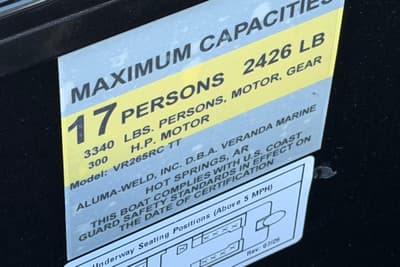 MAXIMUM CAPACITIES
17 PERSONS 2426 LB
3340 LBS. PERSONS, MOTOR, GEAR
300 H.P. MOTOR
Model: VR265RC TT
ALUMA-WELD, INC. D.B.A. VERANDA MARINE
HOT SPRINGS, AR
THIS BOAT COMPLIES WITH U.S. COAST
GUARD SAFETY STANDARDS IN EFFECT ON
THE DATE OF CERTIFICATION
Underway Seating Positions (Above 5 MPH)